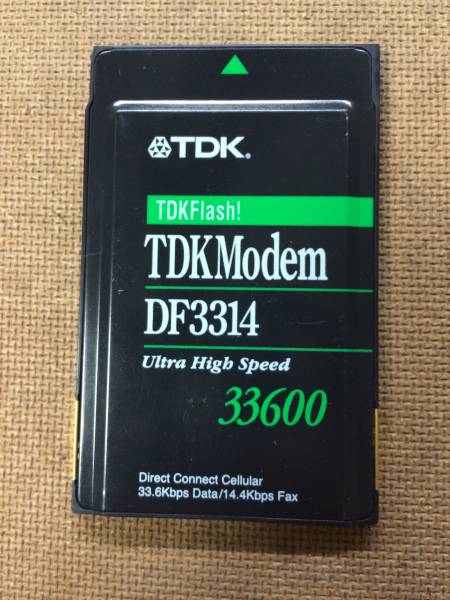 TDK.
TDKFlash!
TDKModem
DF3314
Ultra High Speed
33600
Direct Connect Cellular
33.6Kbps Data/14.4Kbps Fax